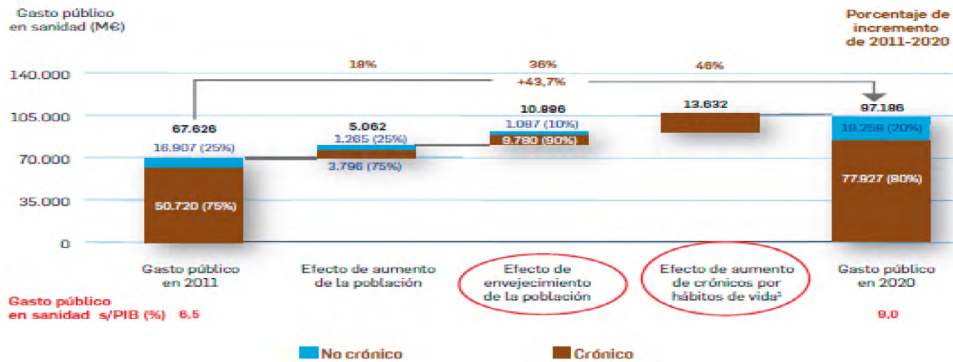 Gasto público
en sanidad (M€)
Porcentaje de
incremento
de 2011-2020
18%
36%
46%
+43,7%
140.000
105.000
70.000
35.000
0
67.626
16.907 (25%)
50.720 (75%)
5.062
1.265 (25%)
3.796 (75%)
10.896
1.087 (10%)
9.780 (90%)
13.632
97.186
19.259 (20%)
77.927 (80%)
Gasto público
en 2011
Efecto de aumento
de la población
Efecto de
envejecimiento
de la población
Efecto de aumento
de crónicos por
hábitos de vida¹
Gasto público
en 2020
Gasto público
en sanidad s/PIB (%) 6,5
9,0
No crónico
Crónico